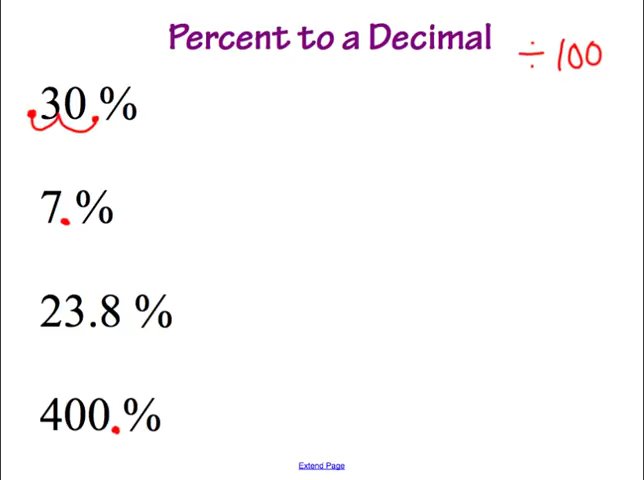 Percent to a Decimal ÷ 100
.30.%
7.%
23.8 %
400.%
Extend Page